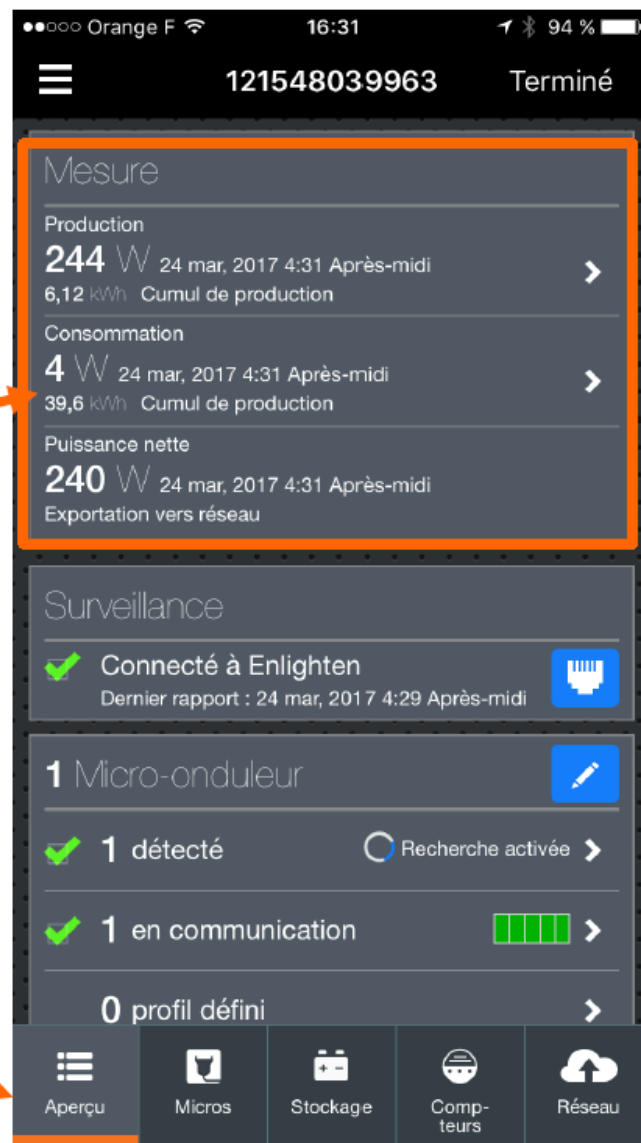 Orange F 16:31 94 %
121548039963 Terminé
Mesure
Production
244 W 24 mar, 2017 4:31 Après-midi
6,12 kWh Cumul de production
Consommation
4 W 24 mar, 2017 4:31 Après-midi
39,6 kWh Cumul de production
Puissance nette
240 W 24 mar, 2017 4:31 Après-midi
Exportation vers réseau
Surveillance
Connecté à Enlighten
Dernier rapport : 24 mar, 2017 4:29 Après-midi
1 Micro-onduleur
1 détecté Recherche activée
1 en communication
0 profil défini
Aperçu Micros Stockage Comp- Réseau
teurs